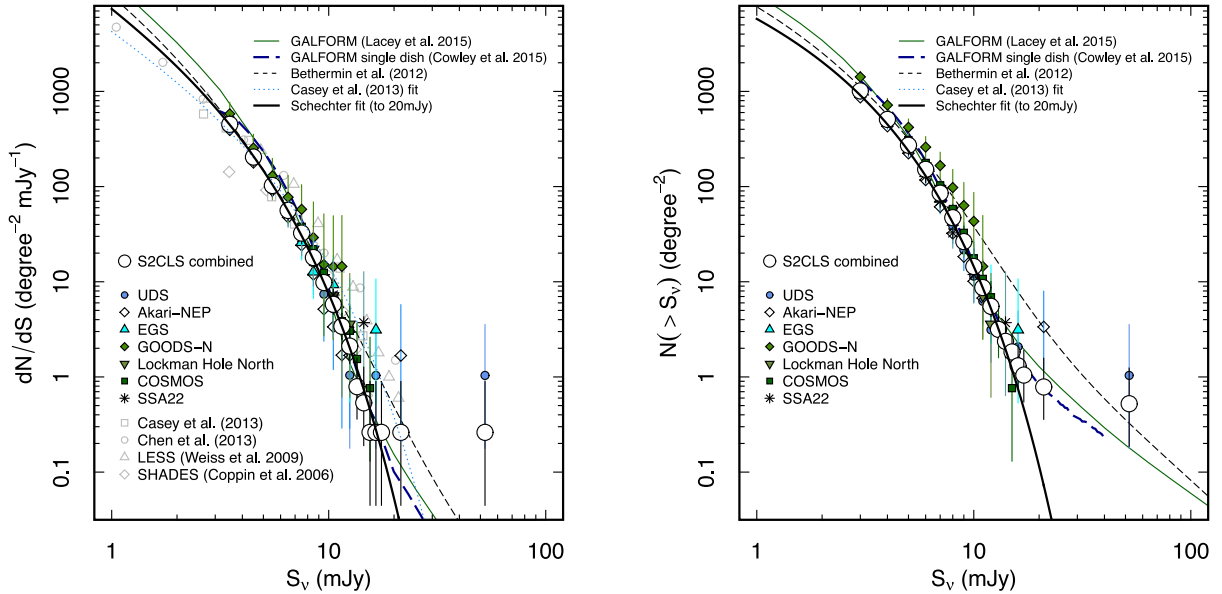 GALFORM (Lacey et al. 2015)
GALFORM single dish (Cowley et al. 2015)
Bethermin et al. (2012)
Casey et al. (2013) fit
Schechter fit (to 20mJy)
S2CLS combined
UDS
Akari−NEP
EGS
GOODS−N
Lockman Hole North
COSMOS
SSA22
Casey et al. (2013)
Chen et al. (2013)
LESS (Weiss et al. 2009)
SHADES (Coppin et al. 2006)
dN/dS (degree⁻² mJy⁻¹)
1000
100
10
1
0.1
1
10
100
Sν (mJy)
GALFORM (Lacey et al. 2015)
GALFORM single dish (Cowley et al. 2015)
Bethermin et al. (2012)
Casey et al. (2013) fit
Schechter fit (to 20mJy)
S2CLS combined
UDS
Akari−NEP
EGS
GOODS−N
Lockman Hole North
COSMOS
SSA22
N(>Sν) (degree⁻²)
1000
100
10
1
0.1
1
10
100
Sν (mJy)